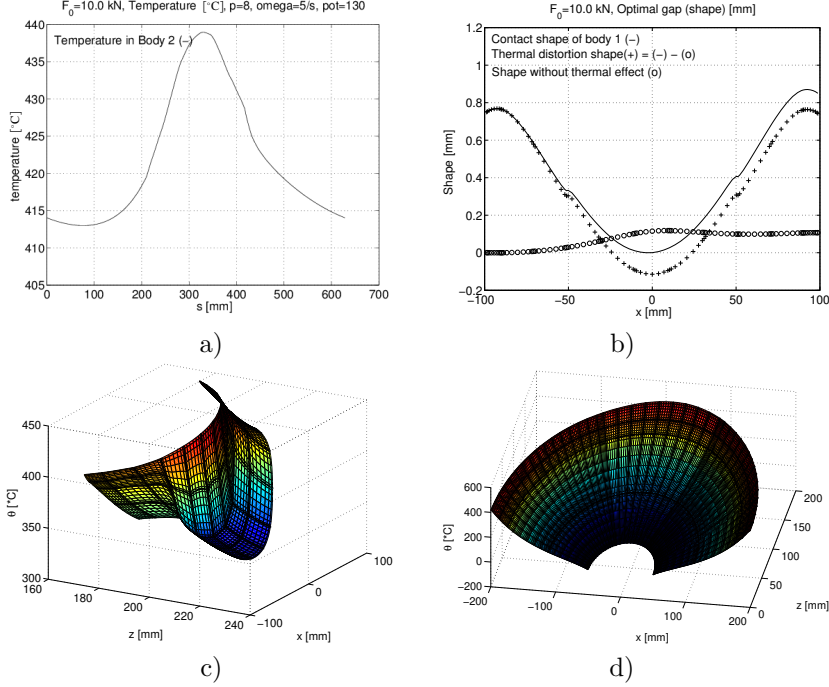 F_0=10.0 kN, Temperature [°C], p=8, omega=5/s, pot=130
440
435
430
425
420
415
410
405
0 100 200 300 400 500 600 700
temperature [°C]
s [mm]
Temperature in Body 2 (−)
a)
F_0=10.0 kN, Optimal gap (shape) [mm]
Contact shape of body 1 (−)
Thermal distortion shape(+) = (−) − (o)
Shape without thermal effect (o)
1.2
1
0.8
0.6
0.4
0.2
0
−0.2
−100 −50 0 50 100
Shape [mm]
x [mm]
b)
450
400
350
300
θ [°C]
160 180 200 220 240
z [mm]
−100 0 100
x [mm]
c)
600
400
200
0
−200
θ [°C]
−200 −100 0 100 200
x [mm]
0 50 100 150 200
z [mm]
d)